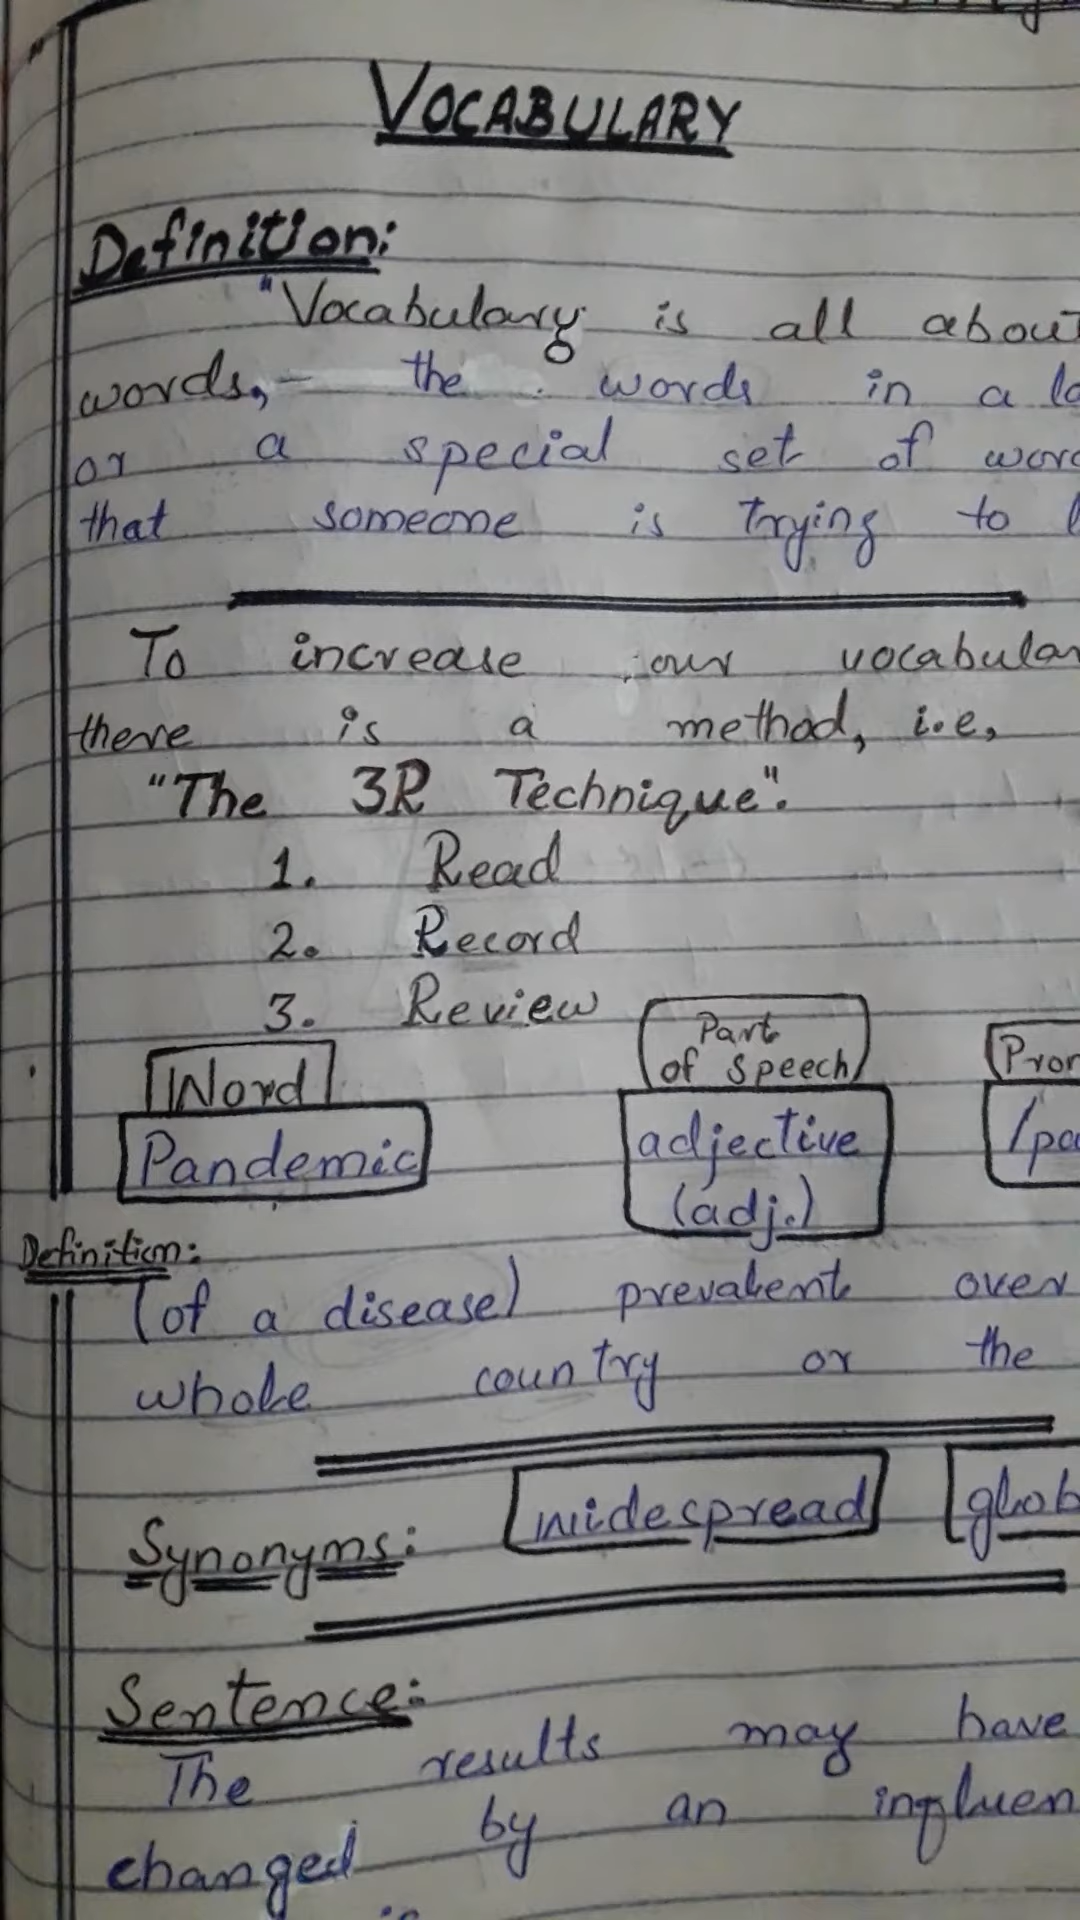 VOCABULARY
Definition:
"Vocabulary is all about
words, - the words in a
or a special set of
that someone is trying to
To increase our vocabular
there is a method, i.e,
"The 3R Technique".
1. Read
2. Record
3. Review
Word Part of Speech Pron
Pandemic adjective (adj.) /pa
Definition:
(of a disease) prevalent over
whole country or the
Synonyms: widespread glob
Sentence:
The results may have
changed by an influen